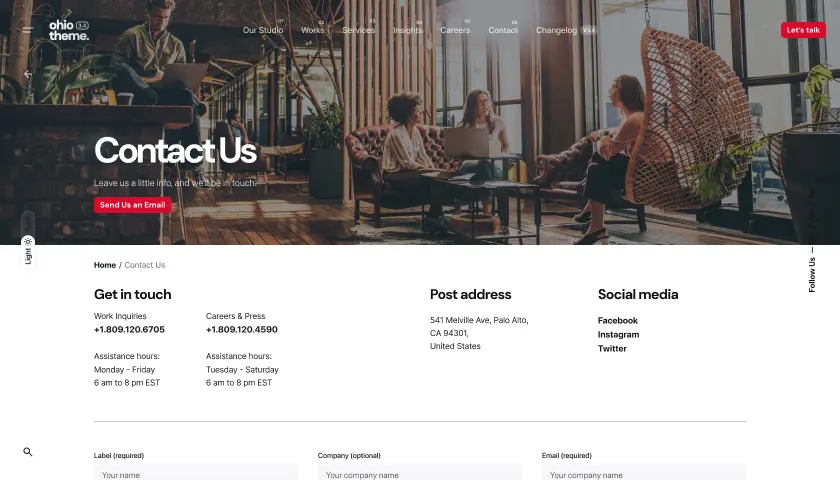 ohio 3.4
theme.
Our Studio 01
Works 02
Services 03
Insights 04
Careers 05
Contact 06
Changelog V 3.4
Let's talk
Contact Us
Leave us a little info, and we'll be in touch.
Send Us an Email
Light
Follow Us —
Home / Contact Us
Get in touch
Work Inquiries
+1.809.120.6705
Assistance hours:
Monday - Friday
6 am to 8 pm EST
Careers & Press
+1.809.120.4590
Assistance hours:
Tuesday - Saturday
6 am to 8 pm EST
Post address
541 Melville Ave, Palo Alto,
CA 94301,
United States
Social media
Facebook
Instagram
Twitter
Label (required)
Your name
Company (optional)
Your company name
Email (required)
Your company name